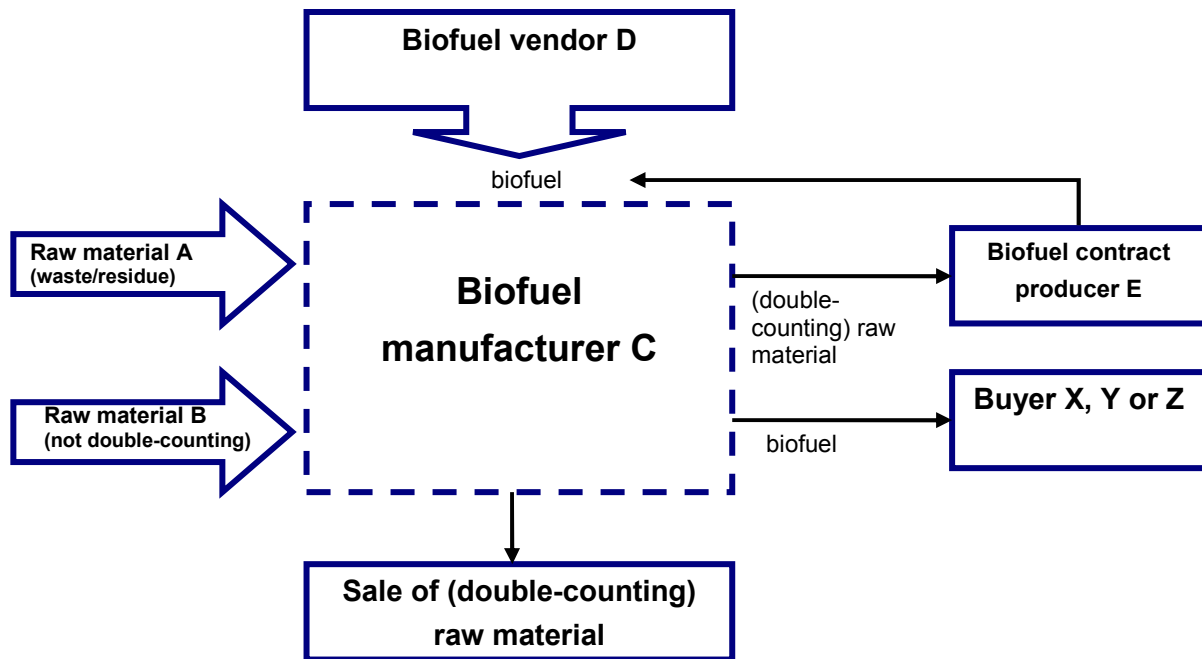 Biofuel vendor D
biofuel
Raw material A
(waste/residue)
Biofuel
manufacturer C
(double-
counting) raw
material
Biofuel contract
producer E
Raw material B
(not double-counting)
biofuel
Buyer X, Y or Z
Sale of (double-counting)
raw material